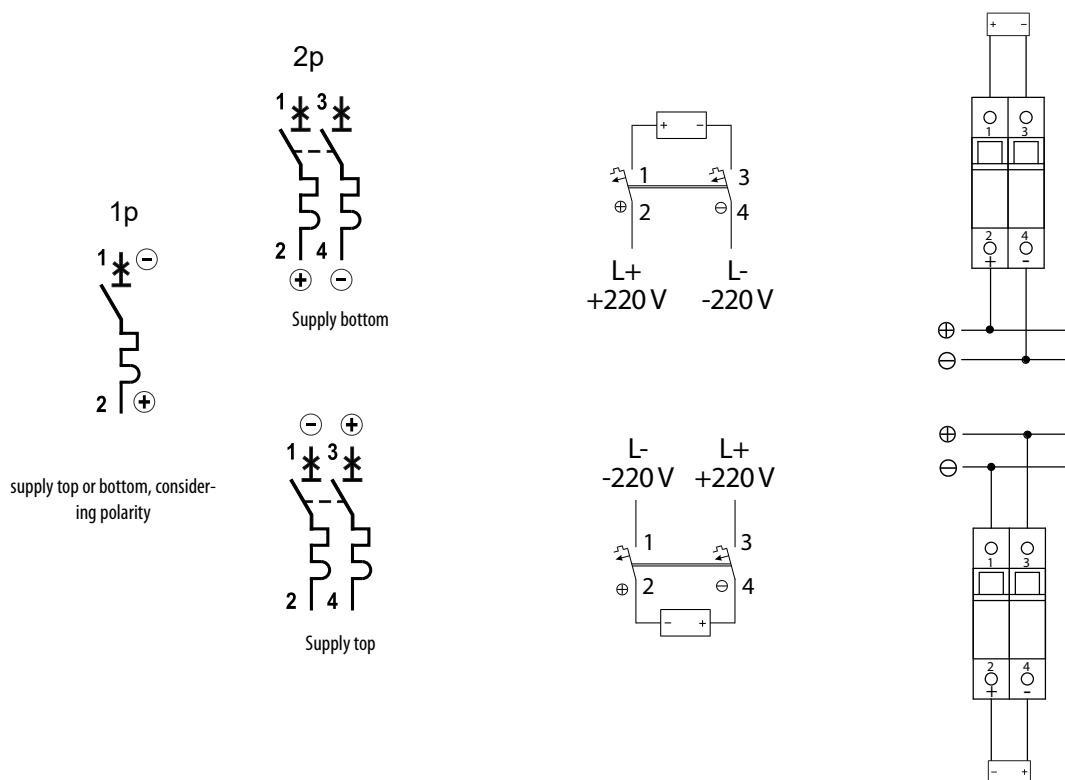 2p
1 3
2 4
+ −
Supply bottom
1p
1 −
2 +
supply top or bottom, consider-
ing polarity
− +
1 3
2 4
Supply top
+ −
1 3
+ 2 − 4
L+ L-
+220 V -220 V
L- L+
-220 V +220 V
1 3
+ 2 − 4
− +
+ −
1 3
2 4
+ -
+
−
+
−
1 3
2 4
+ -
− +